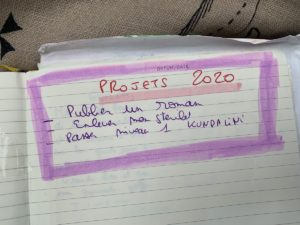 PROJETS 2020
- Publier un roman
- Enlever mon stérilet
- Passer niveau 1 KUNDALINI